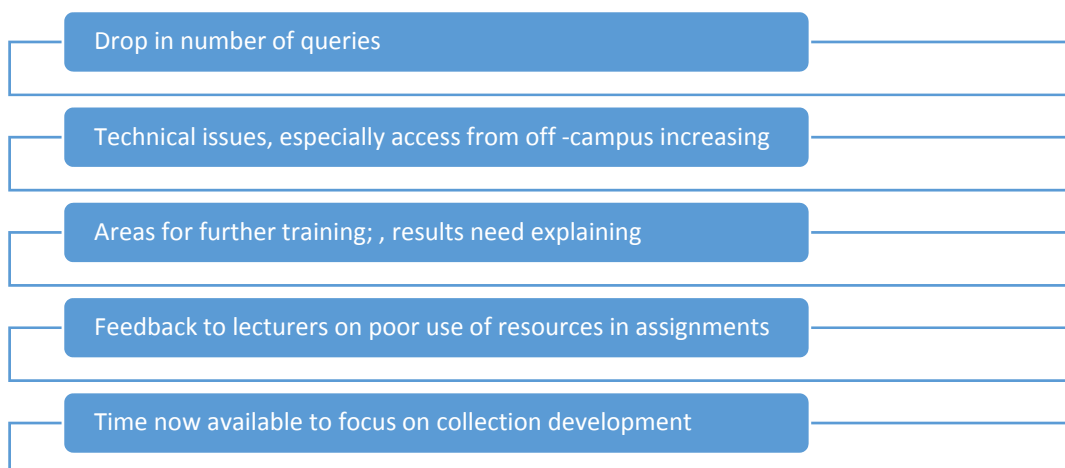 Drop in number of queries
Technical issues, especially access from off -campus increasing
Areas for further training; , results need explaining
Feedback to lecturers on poor use of resources in assignments
Time now available to focus on collection development